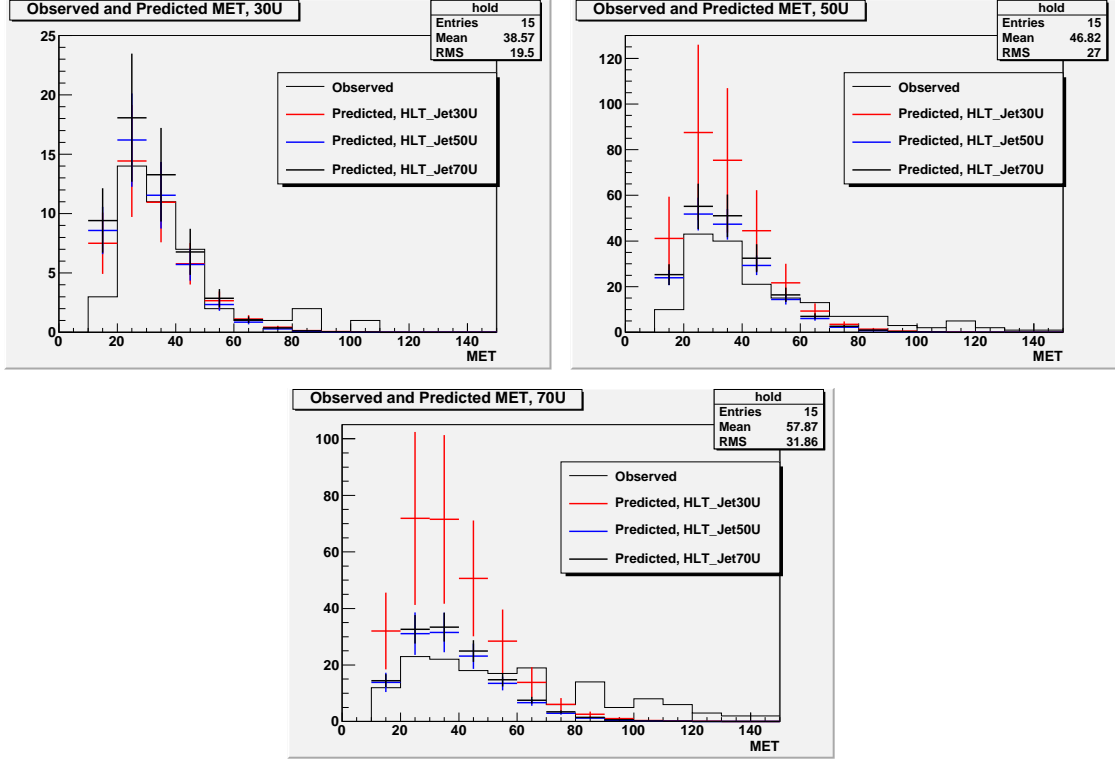 Observed and Predicted MET, 30U
hold
Entries 15
Mean 38.57
RMS 19.5
Observed
Predicted, HLT_Jet30U
Predicted, HLT_Jet50U
Predicted, HLT_Jet70U
25
20
15
10
5
0
0 20 40 60 80 100 120 140
MET
Observed and Predicted MET, 50U
hold
Entries 15
Mean 46.82
RMS 27
Observed
Predicted, HLT_Jet30U
Predicted, HLT_Jet50U
Predicted, HLT_Jet70U
120
100
80
60
40
20
0
0 20 40 60 80 100 120 140
MET
Observed and Predicted MET, 70U
hold
Entries 15
Mean 57.87
RMS 31.86
Observed
Predicted, HLT_Jet30U
Predicted, HLT_Jet50U
Predicted, HLT_Jet70U
100
80
60
40
20
0
0 20 40 60 80 100 120 140
MET